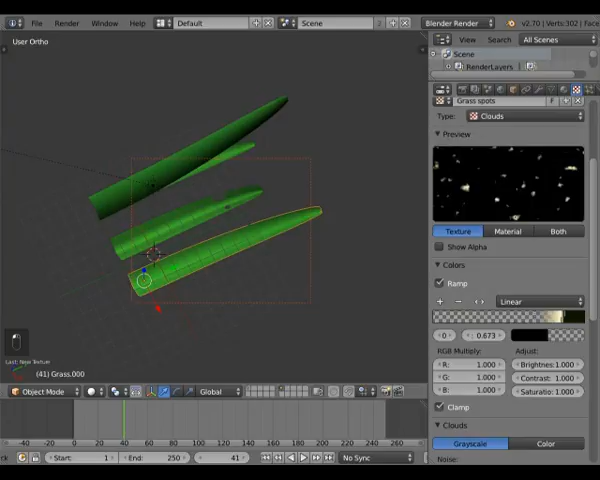 File Render Window Help Default Scene Blender Render v2.70 | Verts:302 | Face
User Ortho
View Search All Scenes
Scene
RenderLayers
Grass spots F
Type: Clouds
Preview
Texture Material Both
Show Alpha
Colors
Ramp
Linear
0 : 0.673
RGB Multiply: Adjust:
R: 1.000 Brightnes:1.000
G: 1.000 Contrast: 1.000
B: 1.000 Saturatio: 1.000
Clamp
Clouds
Grayscale Color
Noise:
Last: New Texture
(41) Grass.000
Object Mode Global
-40 -20 0 20 40 60 80 100 120 140 160 180 200 220 240 260
Start: 1 End: 250 41 No Sync